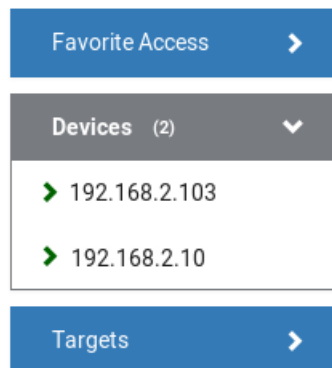 Favorite Access
Devices (2)
192.168.2.103
192.168.2.10
Targets